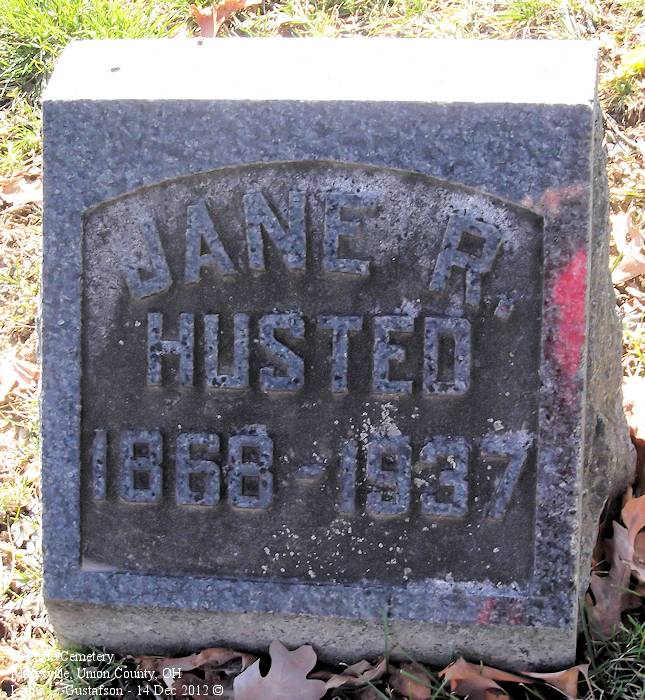 JANE R.
HUSTED
1868-1937
Cemetery
Union County, OH
Gustafson - 14 Dec 2012 ©